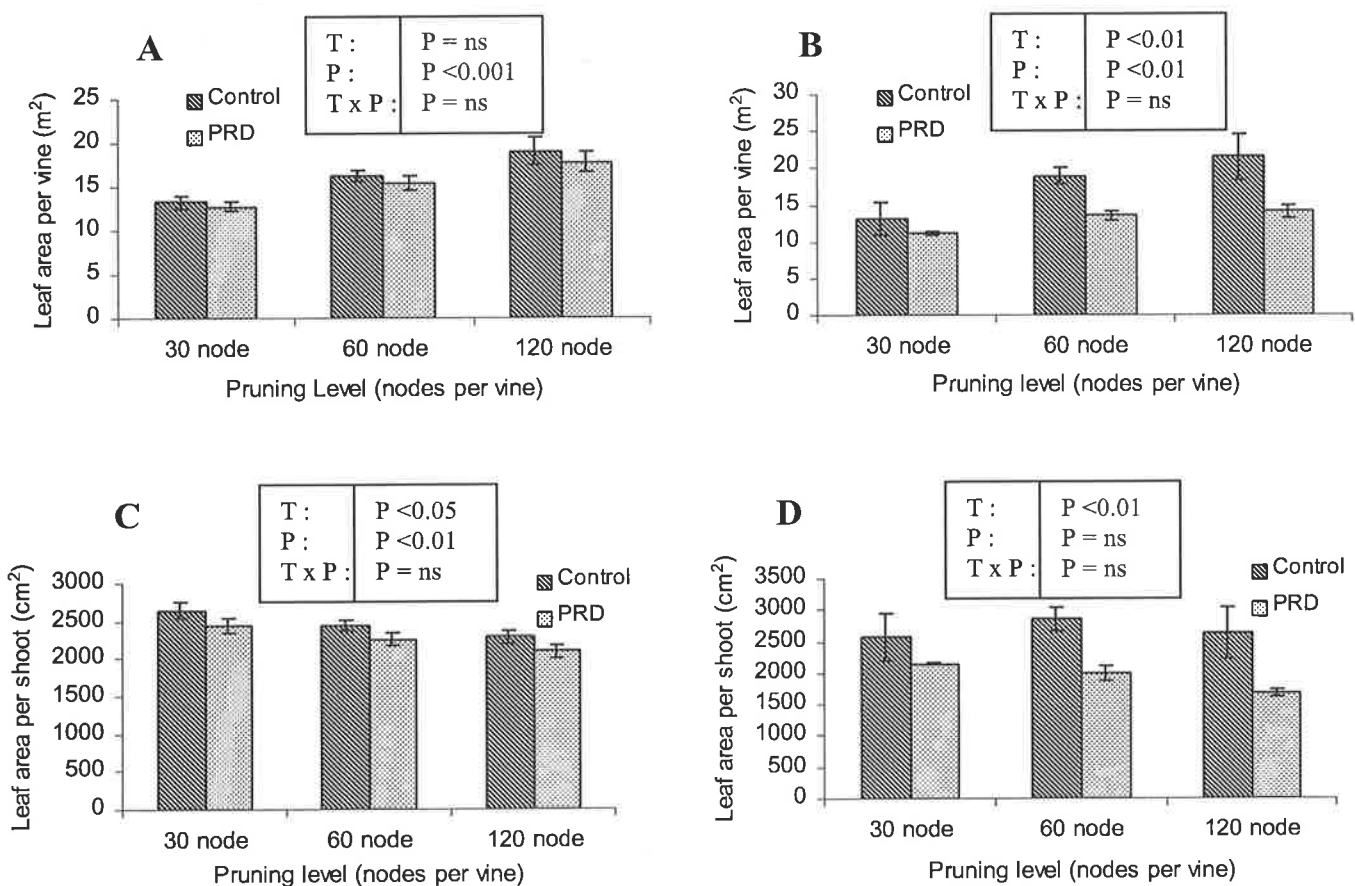 A
T : P = ns
P : P <0.001
T x P : P = ns
Control
PRD
Leaf area per vine (m²)
25
20
15
10
5
0
30 node 60 node 120 node
Pruning Level (nodes per vine)
B
T : P <0.01
P : P <0.01
T x P : P = ns
Control
PRD
Leaf area per vine (m²)
30
25
20
15
10
5
0
30 node 60 node 120 node
Pruning level (nodes per vine)
C
T : P <0.05
P : P <0.01
T x P : P = ns
Control
PRD
Leaf area per shoot (cm²)
3000
2500
2000
1500
1000
500
0
30 node 60 node 120 node
Pruning level (nodes per vine)
D
T : P <0.01
P : P = ns
T x P : P = ns
Control
PRD
Leaf area per shoot (cm²)
3500
3000
2500
2000
1500
1000
500
0
30 node 60 node 120 node
Pruning level (nodes per vine)